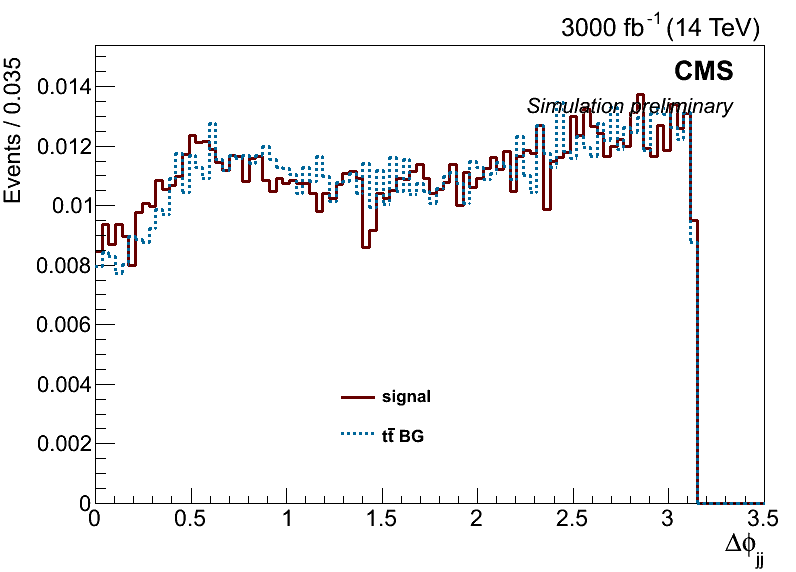 3000 fb⁻¹ (14 TeV)
CMS
Simulation preliminary
Events / 0.035
0.014
0.012
0.01
0.008
0.006
0.004
0.002
0
signal
tt̅ BG
0 0.5 1 1.5 2 2.5 3 3.5
Δϕjj